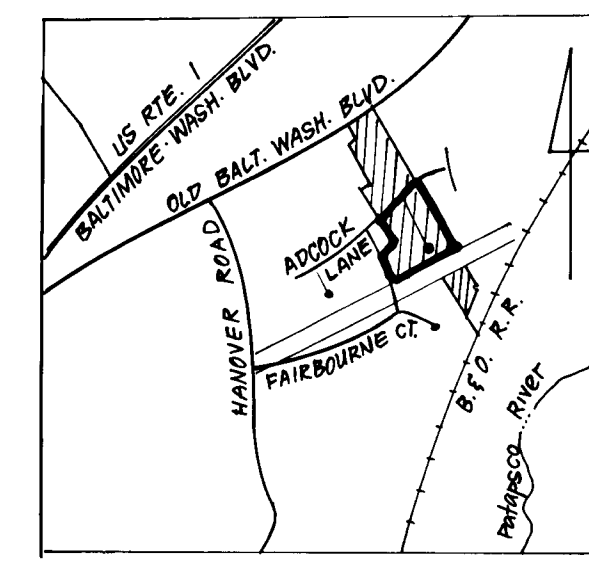 US RTE. 1
BALTIMORE-WASH. BLVD.
OLD BALT. WASH. BLVD.
HANOVER ROAD
ADCOCK
LANE
FAIRBOURNE CT.
B. & O. R. R.
Patapsco River